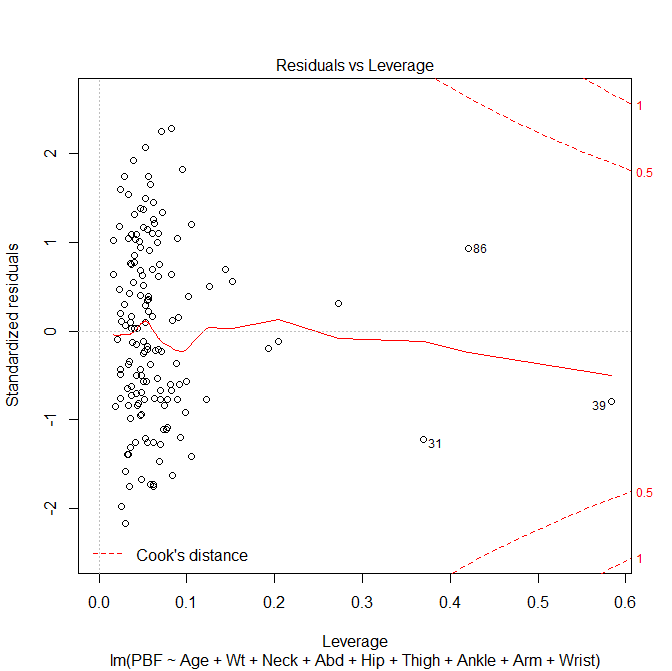 Residuals vs Leverage
1
0.5
86
39
31
0.5
1
Cook's distance
Standardized residuals
2
1
0
-1
-2
0.0 0.1 0.2 0.3 0.4 0.5 0.6
Leverage
lm(PBF ~ Age + Wt + Neck + Abd + Hip + Thigh + Ankle + Arm + Wrist)